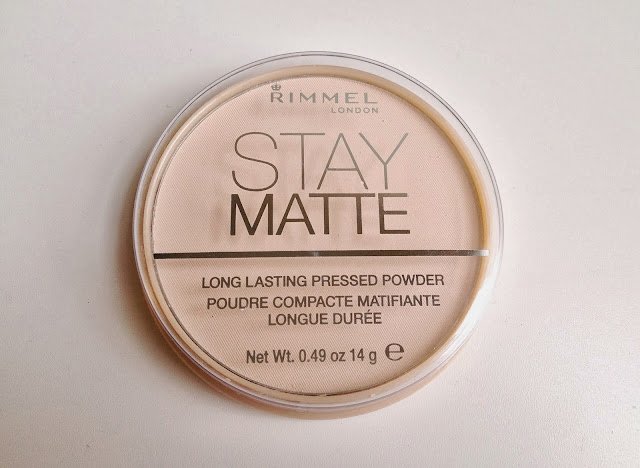 RIMMEL
LONDON
STAY
MATTE
LONG LASTING PRESSED POWDER
POUDRE COMPACTE MATIFIANTE
LONGUE DURÉE
Net Wt. 0.49 oz 14 g ℮